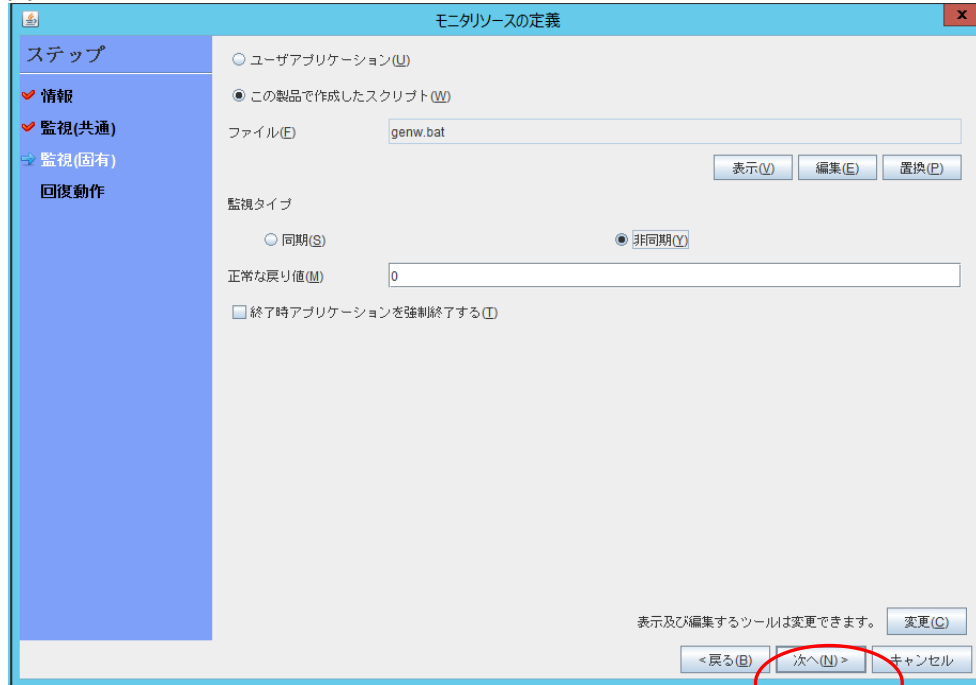 モニタリソースの定義
x
ステップ
情報
監視(共通)
監視(固有)
回復動作
ユーザアプリケーション(U)
この製品で作成したスクリプト(W)
ファイル(F) genw.bat
表示(V) 編集(E) 置換(P)
監視タイプ
同期(S) 非同期(Y)
正常な戻り値(M) 0
終了時アプリケーションを強制終了する(T)
表示及び編集するツールは変更できます。 変更(C)
<戻る(B) 次へ(N) > キャンセル